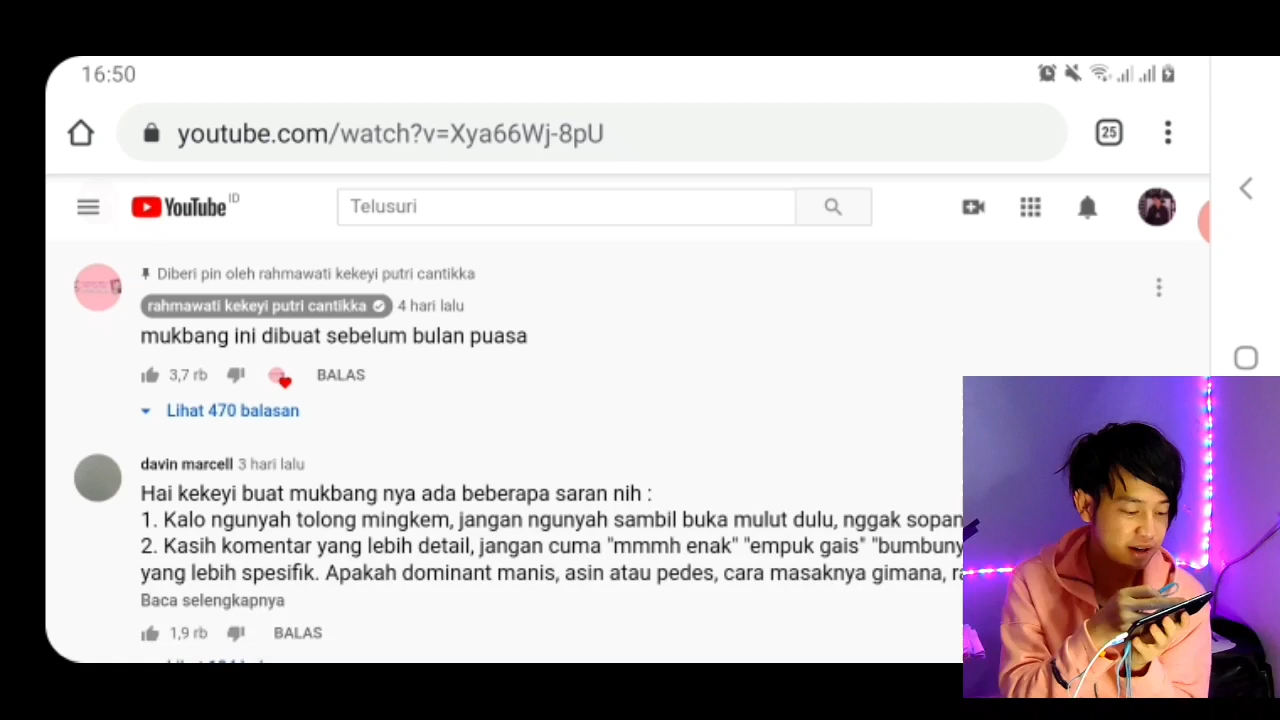 16:50
youtube.com/watch?v=Xya66Wj-8pU
25
YouTube ID
Telusuri
Diberi pin oleh rahmawati kekeyi putri cantikka
rahmawati kekeyi putri cantikka 4 hari lalu
mukbang ini dibuat sebelum bulan puasa
3,7 rb BALAS
Lihat 470 balasan
davin marcell 3 hari lalu
Hai kekeyi buat mukbang nya ada beberapa saran nih :
1. Kalo ngunyah tolong mingkem, jangan ngunyah sambil buka mulut dulu, nggak sopan
2. Kasih komentar yang lebih detail, jangan cuma "mmmh enak" "empuk gais" "bumbuny
yang lebih spesifik. Apakah dominant manis, asin atau pedes, cara masaknya gimana,
Baca selengkapnya
1,9 rb BALAS